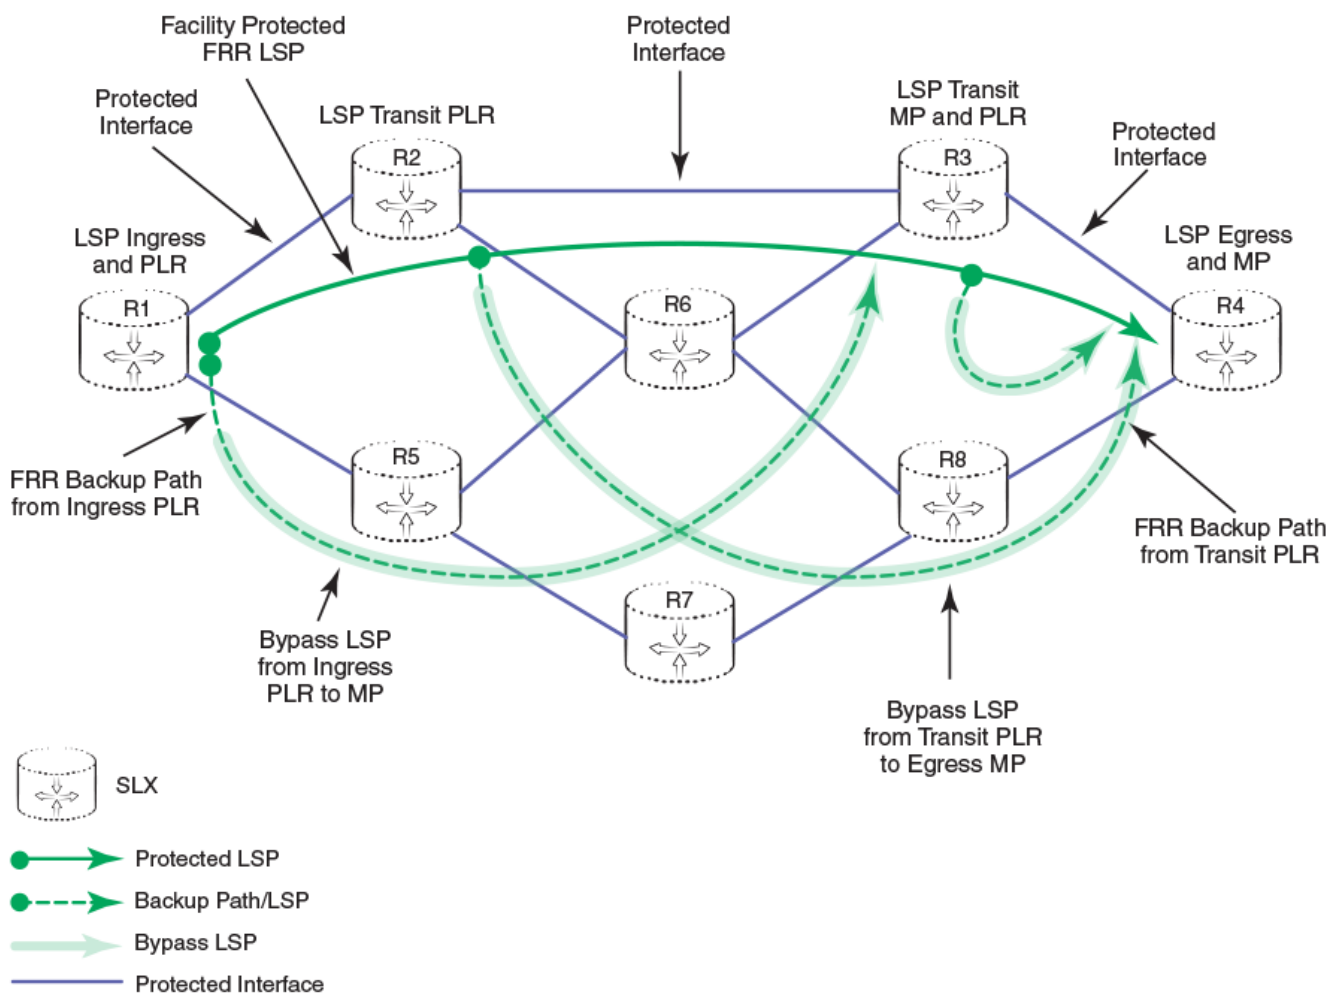 Facility Protected
FRR LSP
Protected
Interface
Protected
Interface
LSP Transit PLR
LSP Transit
MP and PLR
Protected
Interface
R2
R3
LSP Ingress
and PLR
LSP Egress
and MP
R1
R6
R4
R5
R8
FRR Backup Path
from Ingress PLR
FRR Backup Path
from Transit PLR
R7
Bypass LSP
from Ingress
PLR to MP
Bypass LSP
from Transit PLR
to Egress MP
SLX
Protected LSP
Backup Path/LSP
Bypass LSP
Protected Interface